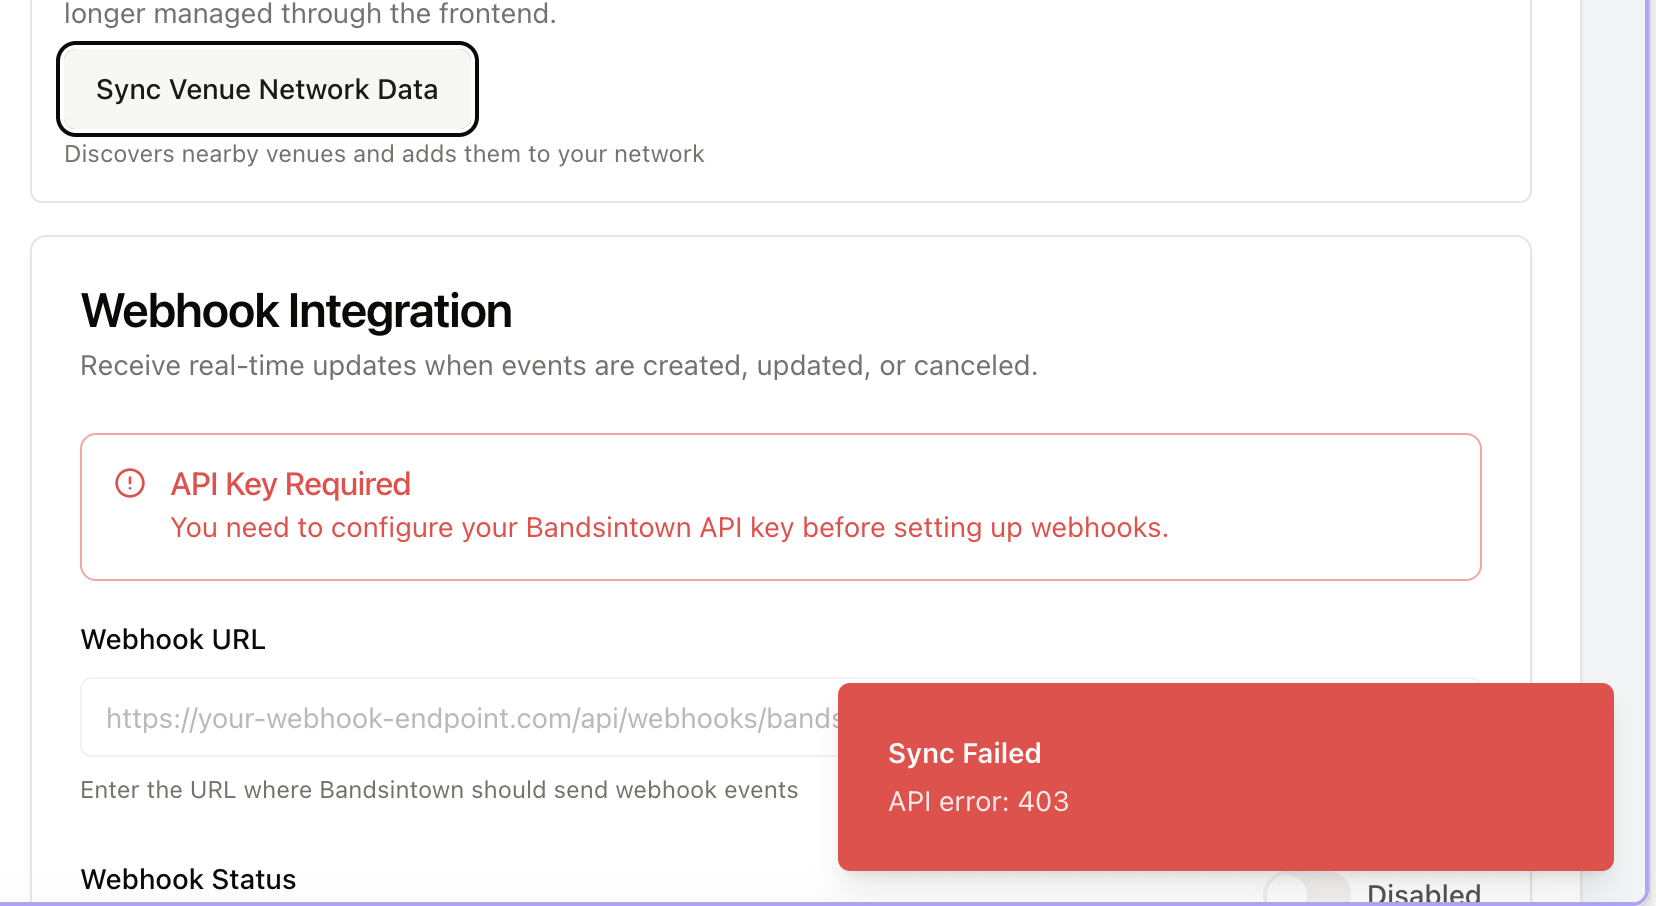 longer managed through the frontend.
Sync Venue Network Data
Discovers nearby venues and adds them to your network
Webhook Integration
Receive real-time updates when events are created, updated, or canceled.
API Key Required
You need to configure your Bandsintown API key before setting up webhooks.
Webhook URL
https://your-webhook-endpoint.com/api/webhooks/bands
Enter the URL where Bandsintown should send webhook events
Sync Failed
API error: 403
Webhook Status
Disabled